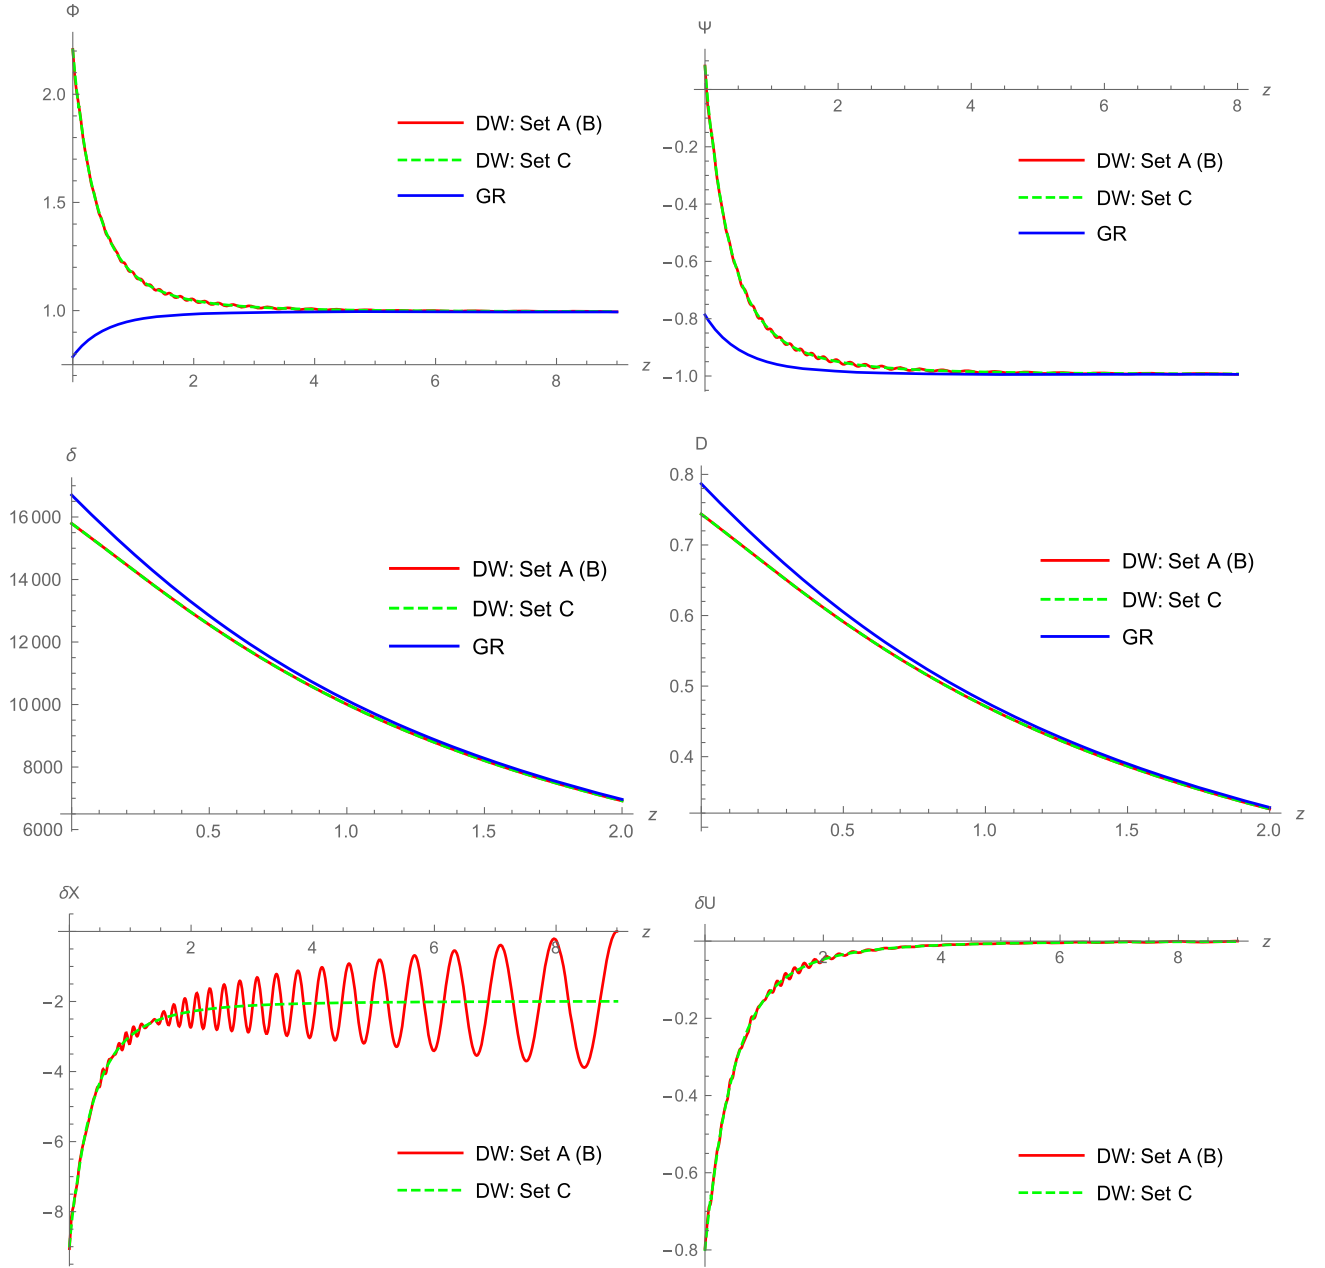 Φ
2.0
1.5
1.0
2
4
6
8
z
DW: Set A (B)
DW: Set C
GR
Ψ
2
4
6
8
z
−0.2
−0.4
−0.6
−0.8
−1.0
DW: Set A (B)
DW: Set C
GR
δ
16 000
14 000
12 000
10 000
8000
6000
0.5
1.0
1.5
2.0
z
DW: Set A (B)
DW: Set C
GR
D
0.8
0.7
0.6
0.5
0.4
0.5
1.0
1.5
2.0
z
DW: Set A (B)
DW: Set C
GR
δX
2
4
6
8
z
−2
−4
−6
−8
DW: Set A (B)
DW: Set C
δU
2
4
6
8
z
−0.2
−0.4
−0.6
−0.8
DW: Set A (B)
DW: Set C